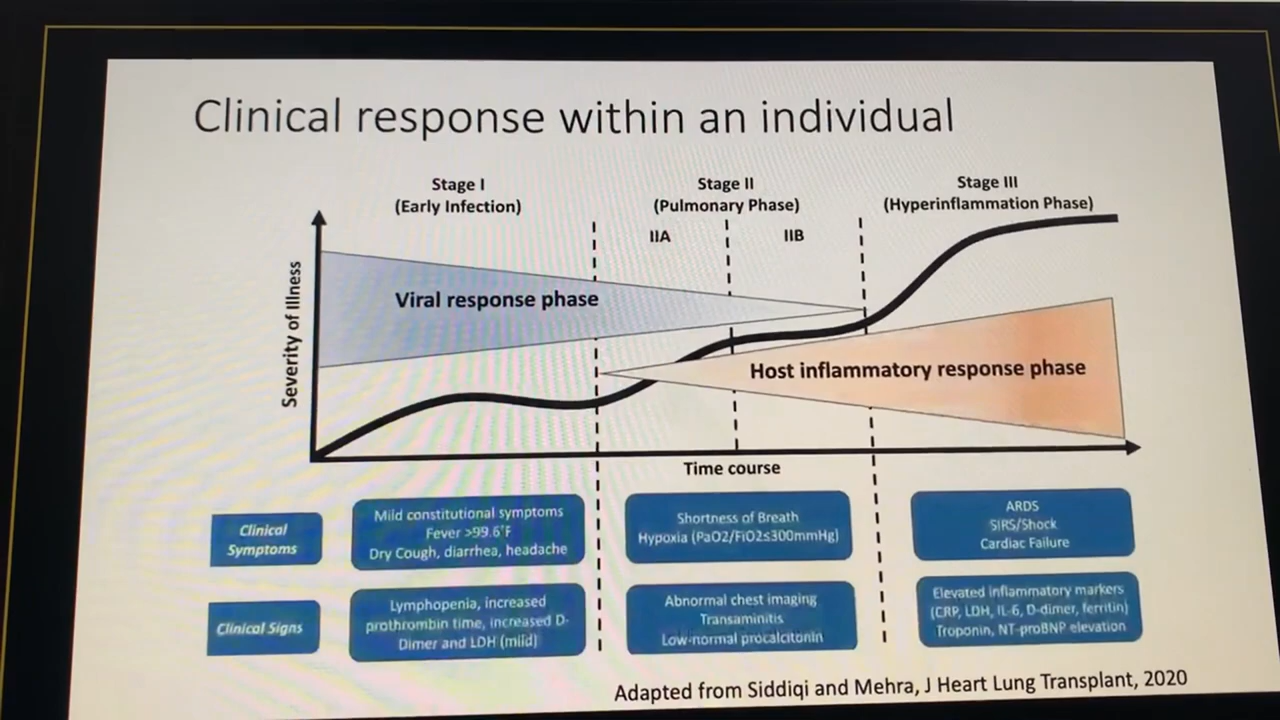 Clinical response within an individual
Stage I
(Early Infection)
Stage II
(Pulmonary Phase)
Stage III
(Hyperinflammation Phase)
IIA
IIB
Severity of Illness
Viral response phase
Host inflammatory response phase
Time course
Clinical
Symptoms
Mild constitutional symptoms
Fever >99.6°F
Dry Cough, diarrhea, headache
Shortness of Breath
Hypoxia (PaO2/FiO2≤300mmHg)
ARDS
SIRS/Shock
Cardiac Failure
Clinical Signs
Lymphopenia, increased
prothrombin time, increased D-
Dimer and LDH (mild)
Abnormal chest imaging
Transaminitis
Low-normal procalcitonin
Elevated inflammatory markers
(CRP, LDH, IL-6, D-dimer, ferritin)
Troponin, NT-proBNP elevation
Adapted from Siddiqi and Mehra, J Heart Lung Transplant, 2020